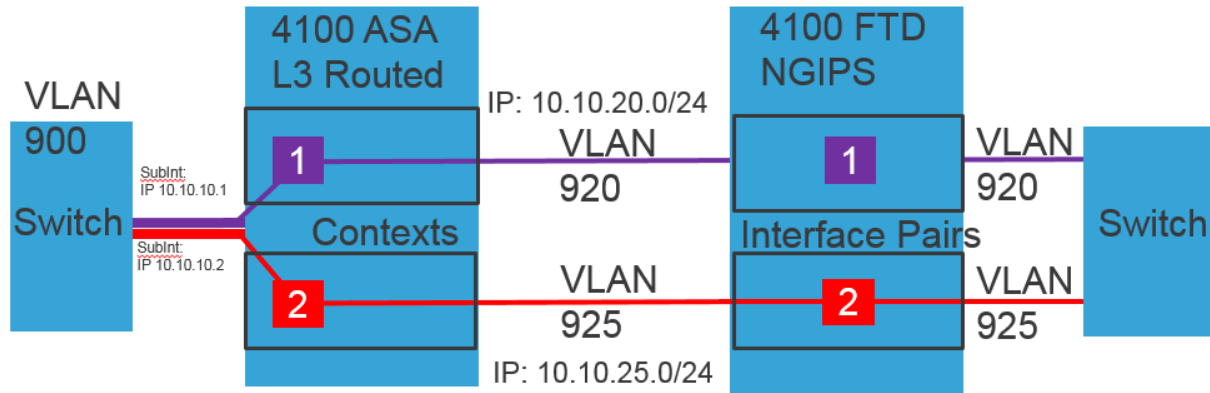 VLAN
900
Switch
SubInt:
IP 10.10.10.1
SubInt:
IP 10.10.10.2
4100 ASA
L3 Routed
1
Contexts
2
IP: 10.10.20.0/24
VLAN
920
VLAN
925
IP: 10.10.25.0/24
4100 FTD
NGIPS
1
Interface Pairs
2
VLAN
920
VLAN
925
Switch